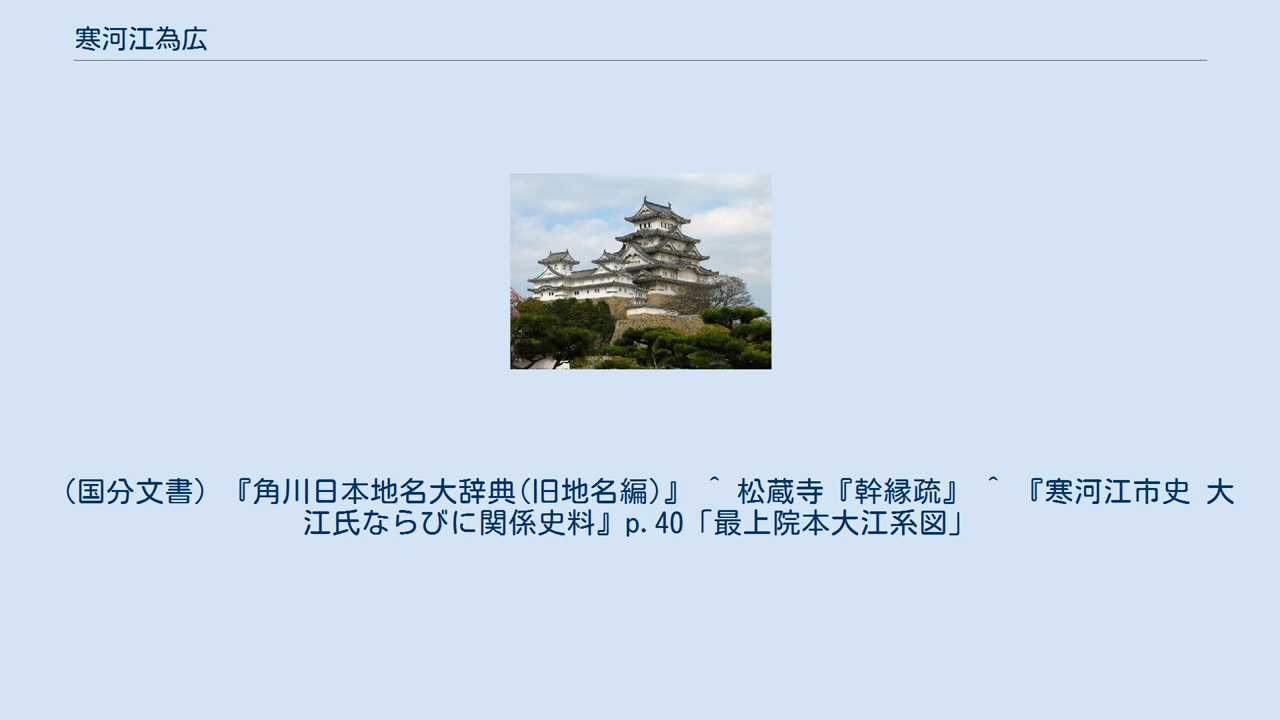 寒河江為広
（国分文書）『角川日本地名大辞典(旧地名編)』 ^ 松蔵寺『幹縁疏』 ^ 『寒河江市史 大
江氏ならびに関係史料』p.40「最上院本大江系図」